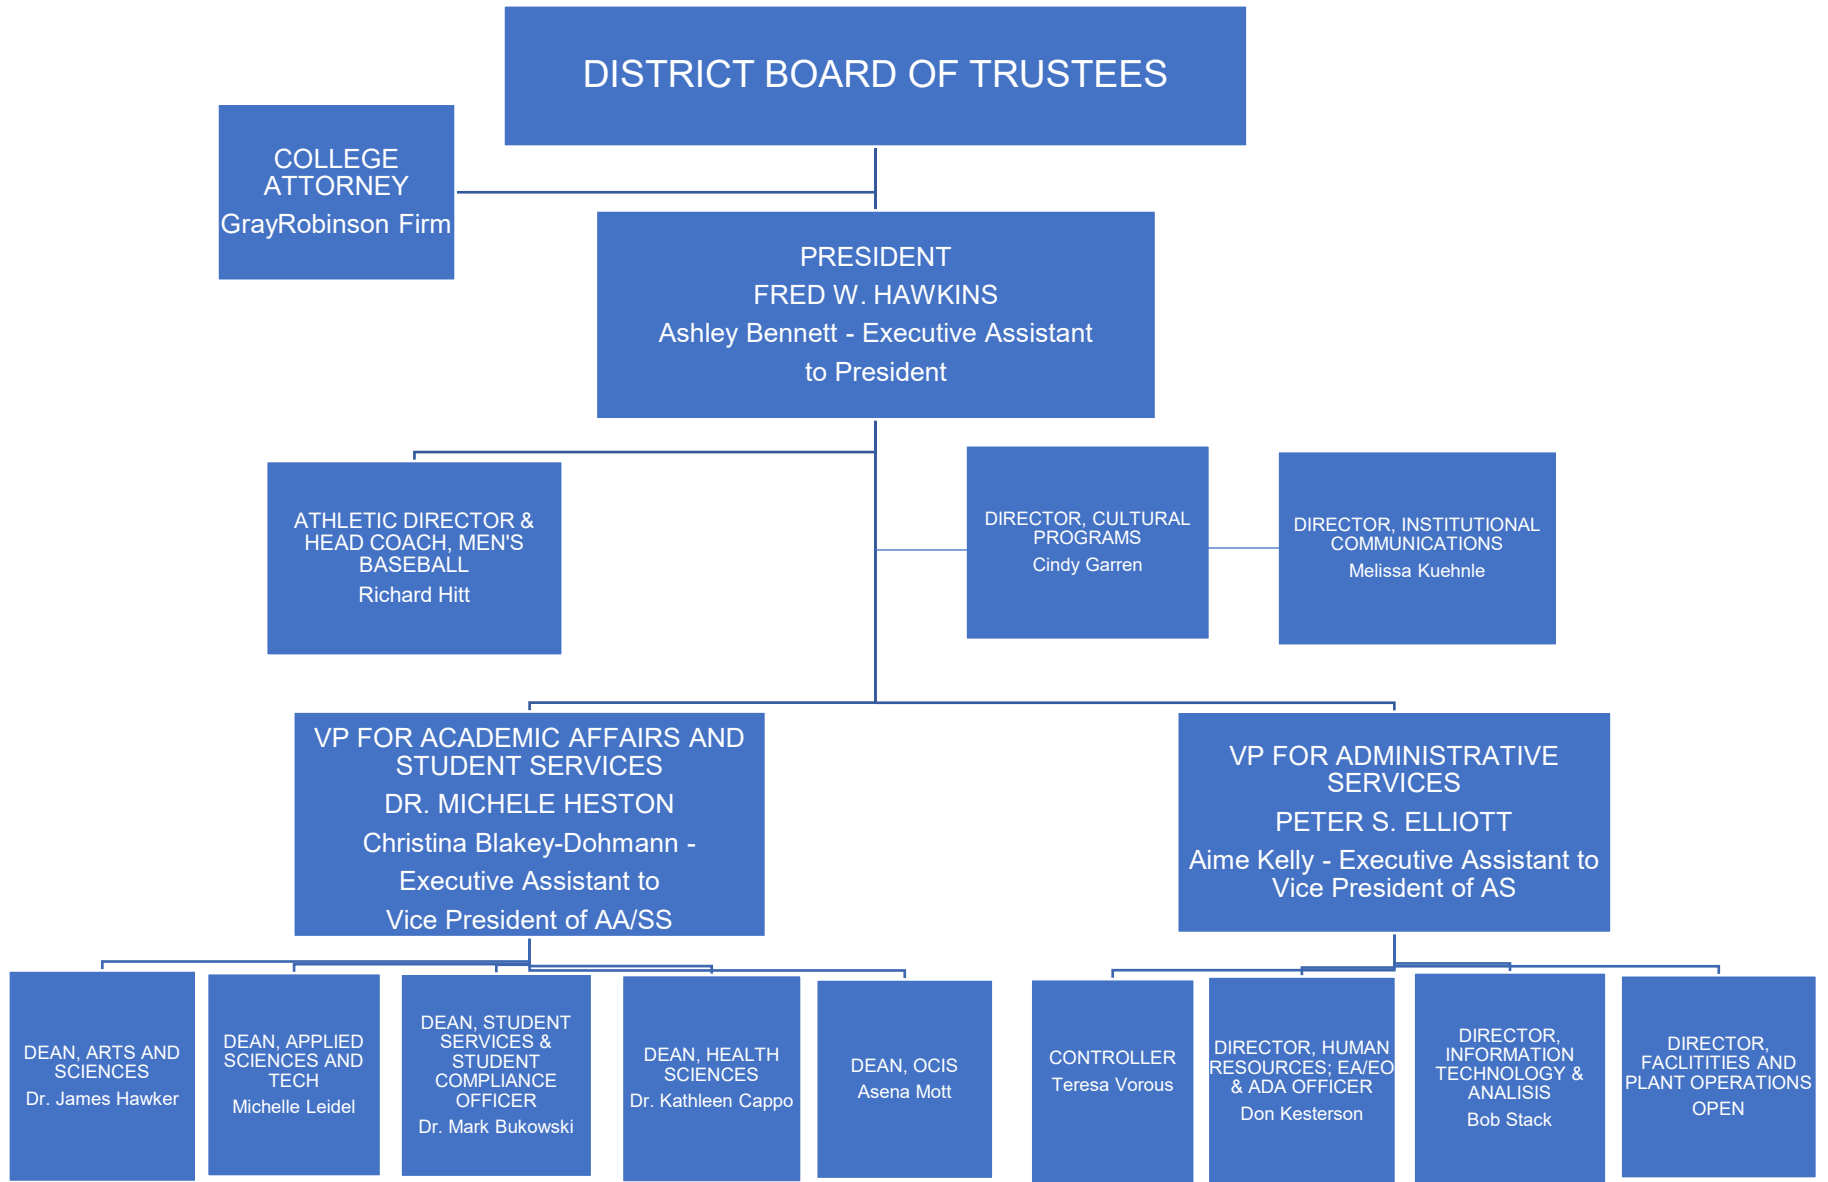 DISTRICT BOARD OF TRUSTEES
COLLEGE
ATTORNEY
GrayRobinson Firm
PRESIDENT
FRED W. HAWKINS
Ashley Bennett - Executive Assistant
to President
ATHLETIC DIRECTOR &
HEAD COACH, MEN'S
BASEBALL
Richard Hitt
DIRECTOR, CULTURAL
PROGRAMS
Cindy Garren
DIRECTOR, INSTITUTIONAL
COMMUNICATIONS
Melissa Kuehnle
VP FOR ACADEMIC AFFAIRS AND
STUDENT SERVICES
DR. MICHELE HESTON
Christina Blakey-Dohmann -
Executive Assistant to
Vice President of AA/SS
VP FOR ADMINISTRATIVE
SERVICES
PETER S. ELLIOTT
Aime Kelly - Executive Assistant to
Vice President of AS
DEAN, ARTS AND
SCIENCES
Dr. James Hawker
DEAN, APPLIED
SCIENCES AND
TECH
Michelle Leidel
DEAN, STUDENT
SERVICES &
STUDENT
COMPLIANCE
OFFICER
Dr. Mark Bukowski
DEAN, HEALTH
SCIENCES
Dr. Kathleen Cappo
DEAN, OCIS
Asena Mott
CONTROLLER
Teresa Vorous
DIRECTOR, HUMAN
RESOURCES; EA/EO
& ADA OFFICER
Don Kesterson
DIRECTOR,
INFORMATION
TECHNOLOGY &
ANALISIS
Bob Stack
DIRECTOR,
FACLITITIES AND
PLANT OPERATIONS
OPEN